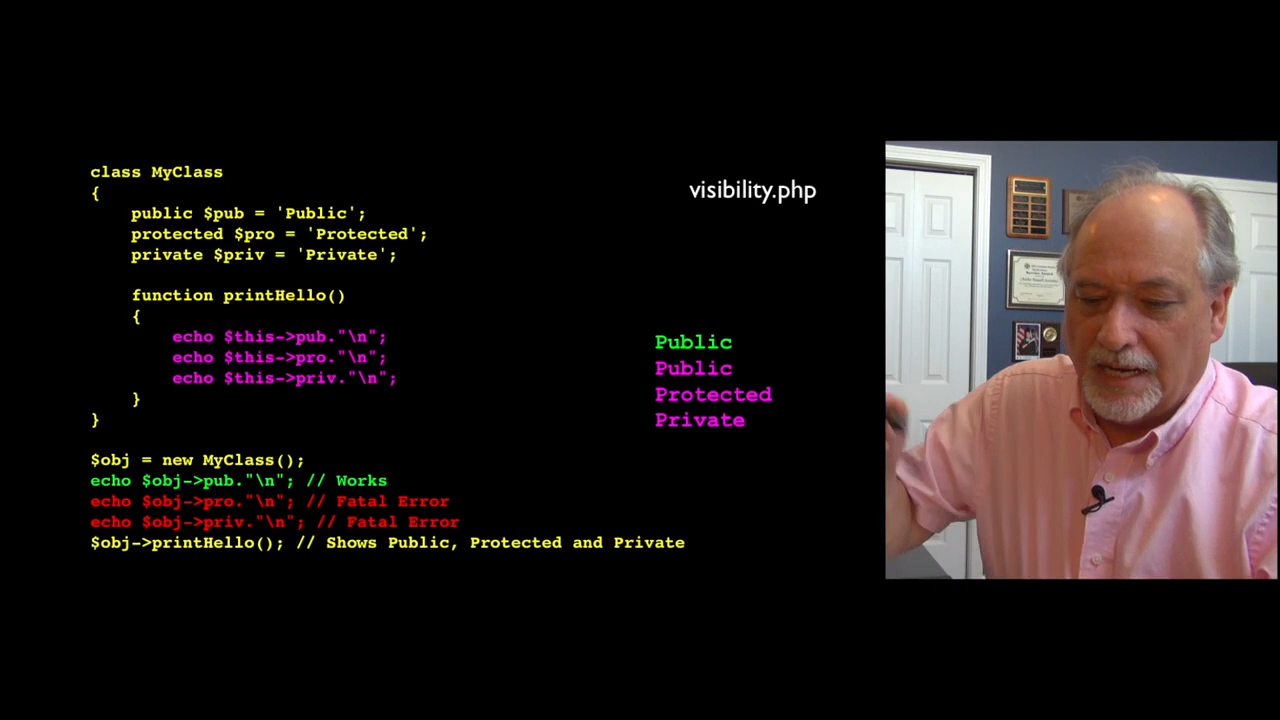 class MyClass
{
    public $pub = 'Public';
    protected $pro = 'Protected';
    private $priv = 'Private';
    function printHello()
    {
        echo $this->pub."\n";
        echo $this->pro."\n";
        echo $this->priv."\n";
    }
}
$obj = new MyClass();
echo $obj->pub."\n"; // Works
echo $obj->pro."\n"; // Fatal Error
echo $obj->priv."\n"; // Fatal Error
$obj->printHello(); // Shows Public, Protected and Private
visibility.php
Public
Public
Protected
Private